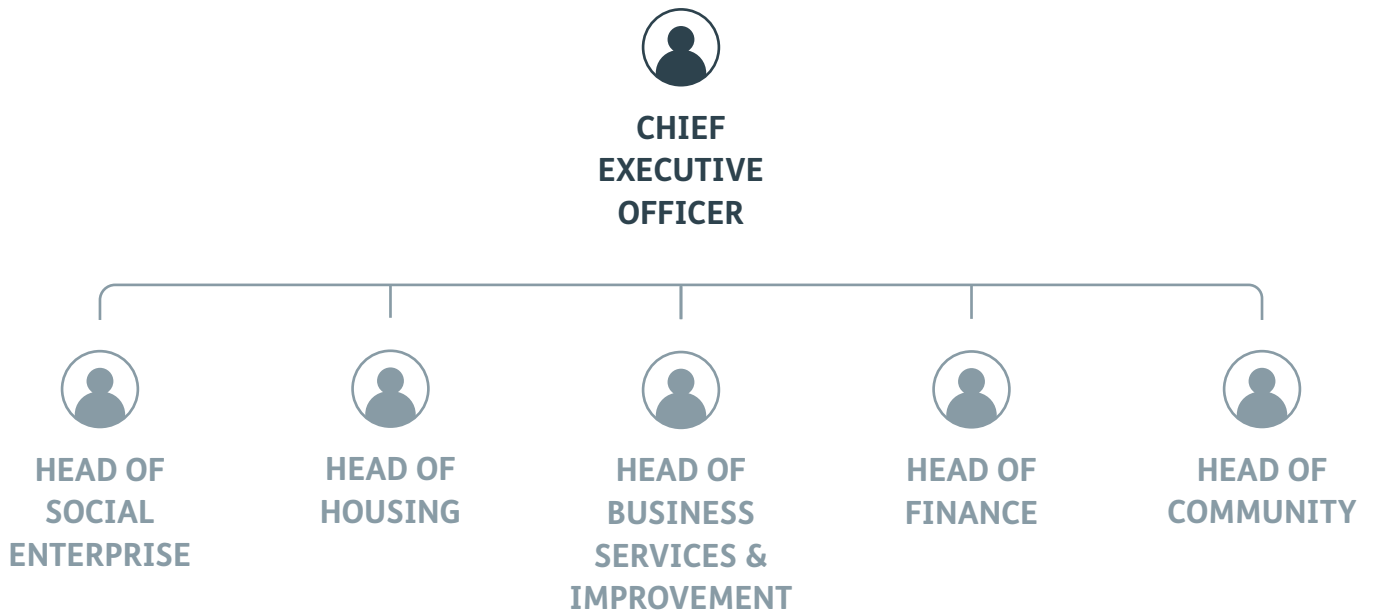 CHIEF
EXECUTIVE
OFFICER
HEAD OF
SOCIAL
ENTERPRISE
HEAD OF
HOUSING
HEAD OF
BUSINESS
SERVICES &
IMPROVEMENT
HEAD OF
FINANCE
HEAD OF
COMMUNITY